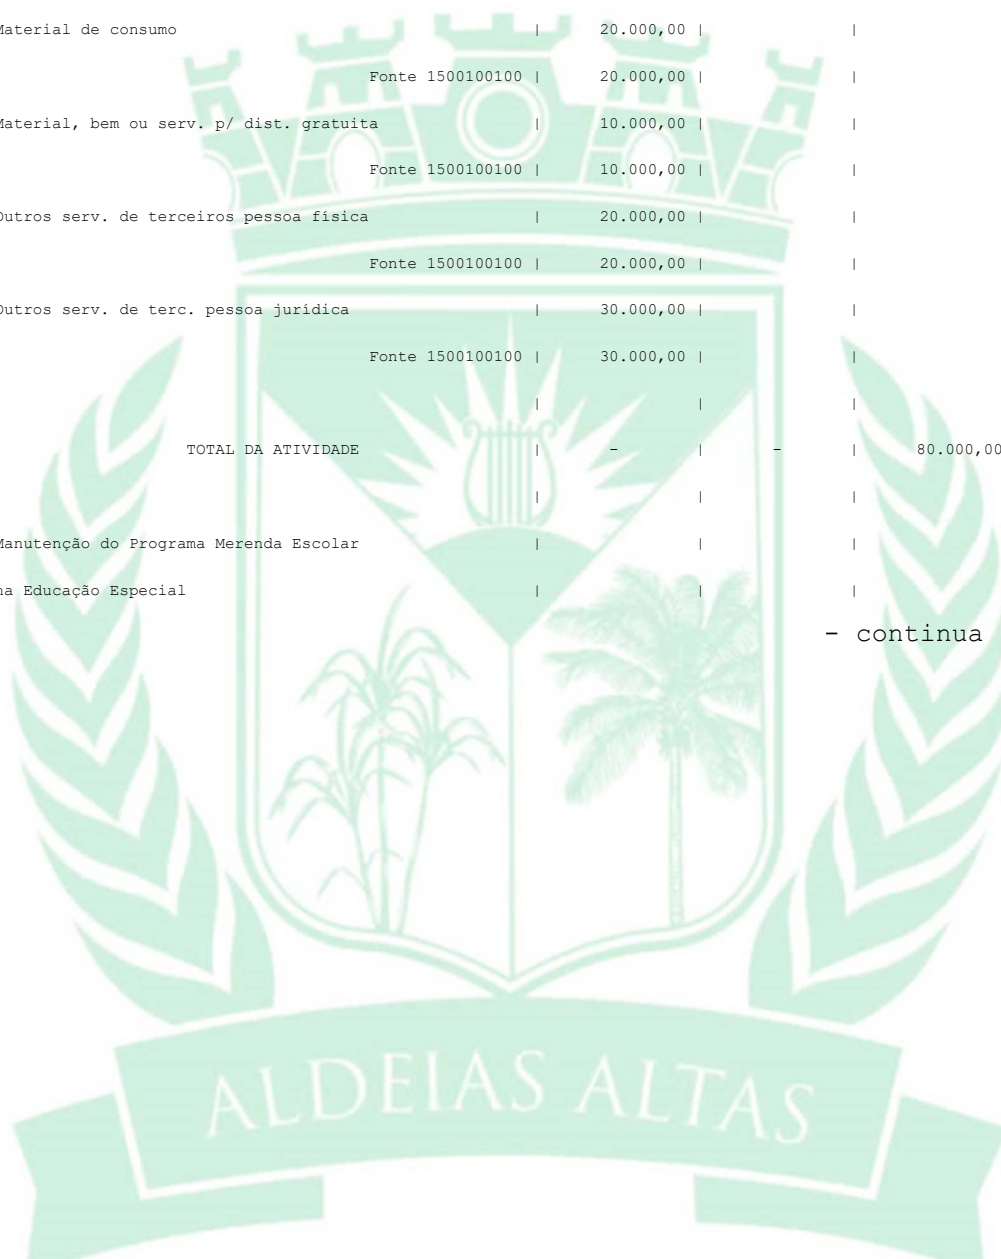 Material de consumo | 20.000,00 | |
Fonte 1500100100 | 20.000,00 | |
Material, bem ou serv. p/ dist. gratuita | 10.000,00 | |
Fonte 1500100100 | 10.000,00 | |
Outros serv. de terceiros pessoa física | 20.000,00 | |
Fonte 1500100100 | 20.000,00 | |
Outros serv. de terc. pessoa jurídica | 30.000,00 | |
Fonte 1500100100 | 30.000,00 | |
| | |
TOTAL DA ATIVIDADE | - | - | 80.000,00
| | |
Manutenção do Programa Merenda Escolar | | |
na Educação Especial | | |
- continua
ALDEIAS ALTAS